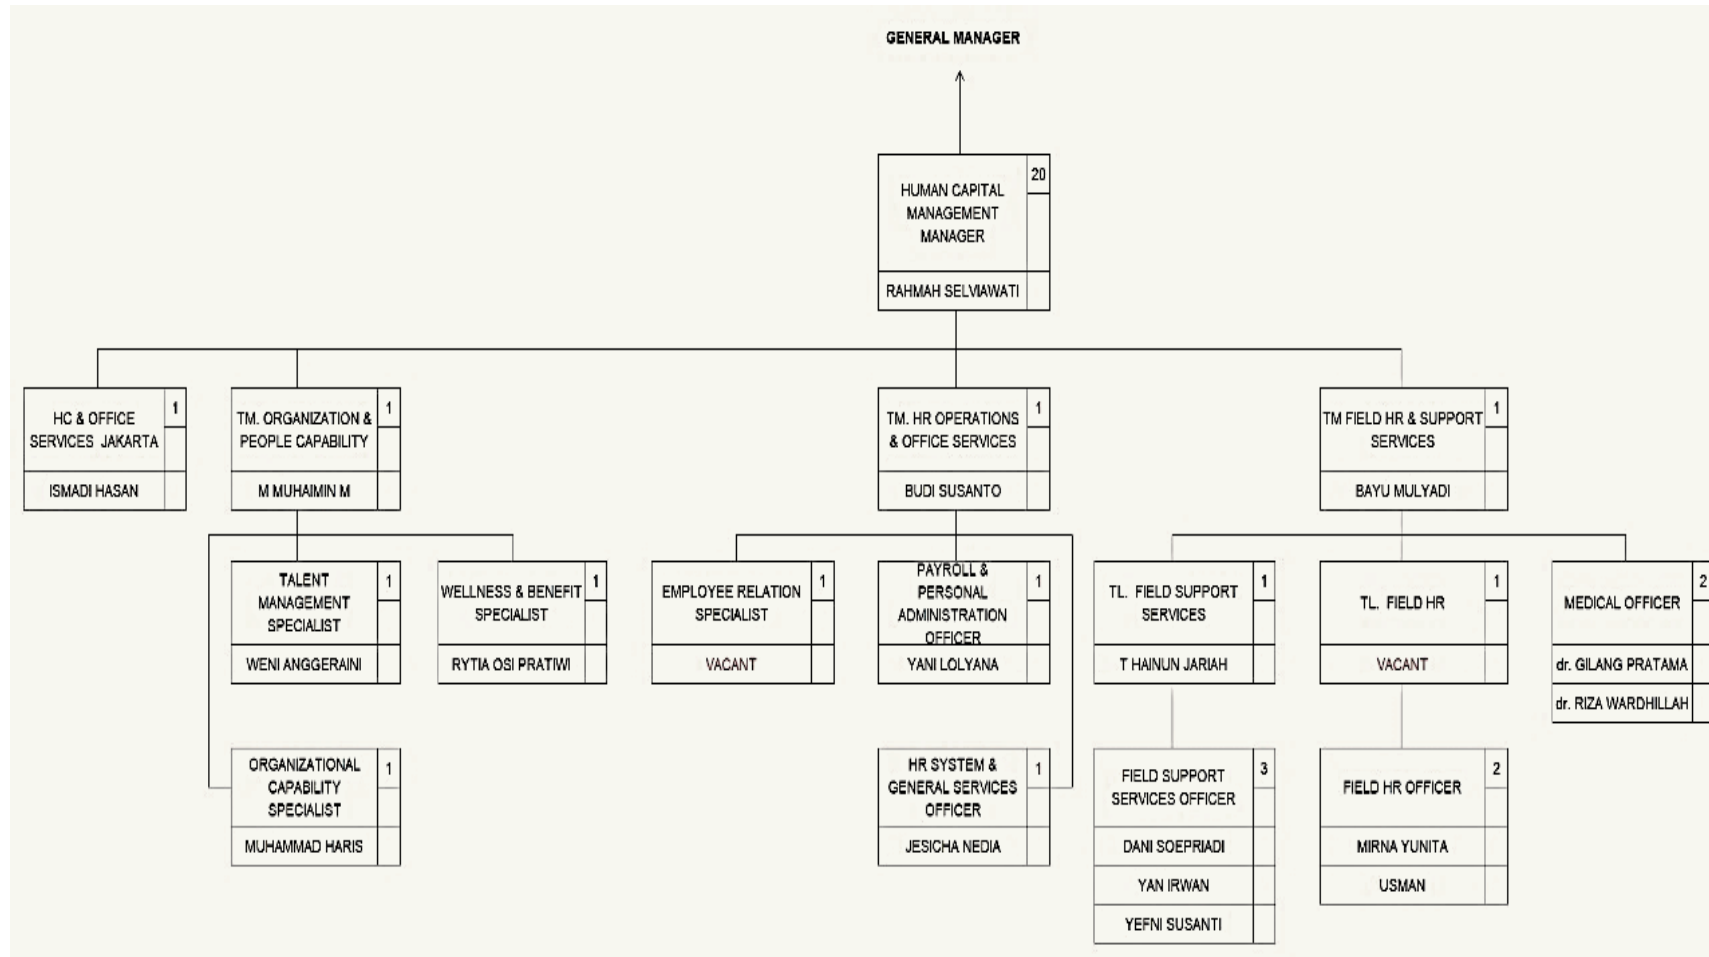 GENERAL MANAGER
20
HUMAN CAPITAL
MANAGEMENT
MANAGER
RAHMAH SELVIAWATI
HC & OFFICE
SERVICES JAKARTA
1
ISMADI HASAN
TM. ORGANIZATION &
PEOPLE CAPABILITY
1
M MUHAIMIN M
TM. HR OPERATIONS
& OFFICE SERVICES
1
BUDI SUSANTO
TM FIELD HR & SUPPORT
SERVICES
1
BAYU MULYADI
TALENT
MANAGEMENT
SPECIALIST
1
WENI ANGGERAINI
WELLNESS & BENEFIT
SPECIALIST
1
RYTIA OSI PRATIWI
EMPLOYEE RELATION
SPECIALIST
1
VACANT
PAYROLL &
PERSONAL
ADMINISTRATION
OFFICER
1
YANI LOLYANA
TL. FIELD SUPPORT
SERVICES
1
T HAINUN JARIAH
TL. FIELD HR
1
VACANT
MEDICAL OFFICER
2
dr. GILANG PRATAMA
dr. RIZA WARDHILLAH
ORGANIZATIONAL
CAPABILITY
SPECIALIST
1
MUHAMMAD HARIS
HR SYSTEM &
GENERAL SERVICES
OFFICER
1
JESICHA NEDIA
FIELD SUPPORT
SERVICES OFFICER
3
DANI SOEPRIADI
YAN IRWAN
YEFNI SUSANTI
FIELD HR OFFICER
2
MIRNA YUNITA
USMAN